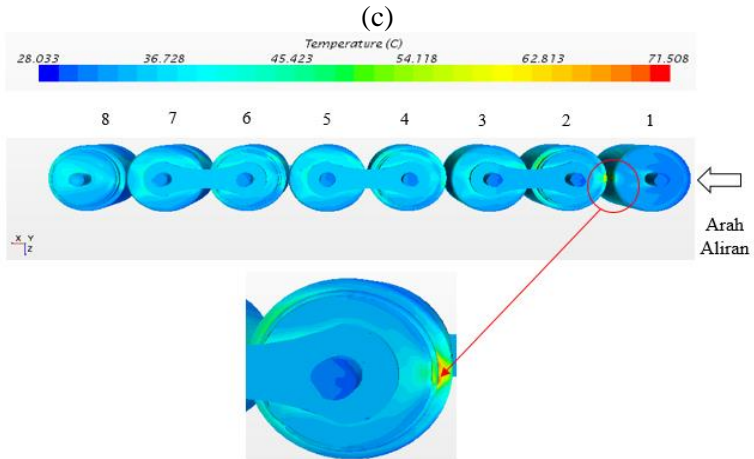 (c)
Temperature (C)
28.033 36.728 45.423 54.118 62.813 71.508
8 7 6 5 4 3 2 1
Arah
Aliran
X Y
Z